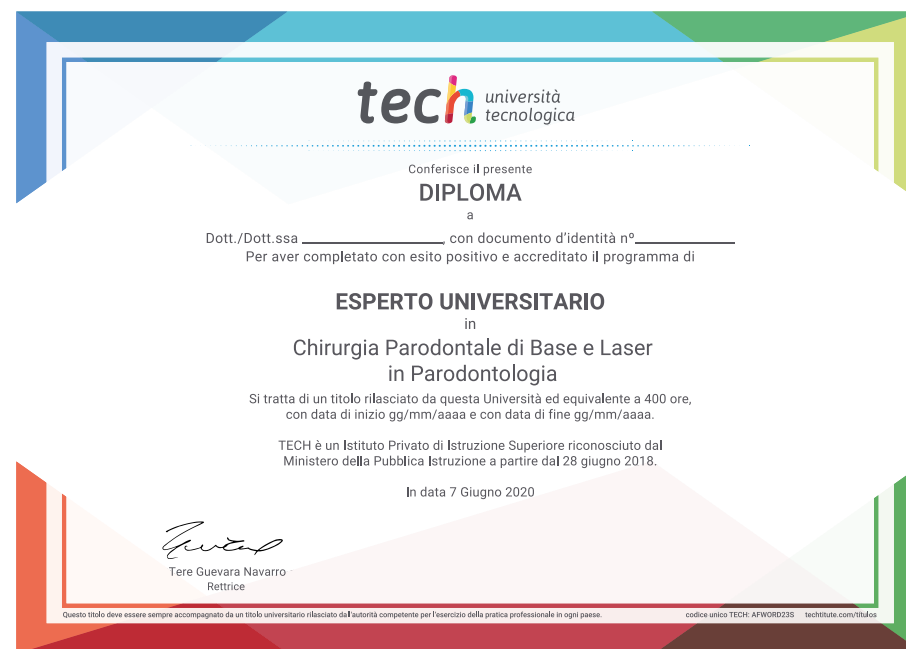 tech università
tecnologica
Conferisce il presente
DIPLOMA
a
Dott./Dott.ssa ____________________, con documento d'identità nº______________
Per aver completato con esito positivo e accreditato il programma di
ESPERTO UNIVERSITARIO
in
Chirurgia Parodontale di Base e Laser
in Parodontologia
Si tratta di un titolo rilasciato da questa Università ed equivalente a 400 ore,
con data di inizio gg/mm/aaaa e con data di fine gg/mm/aaaa.
TECH è un Istituto Privato di Istruzione Superiore riconosciuto dal
Ministero della Pubblica Istruzione a partire dal 28 giugno 2018.
In data 7 Giugno 2020
Tere Guevara Navarro
Rettrice
Questo titolo deve essere sempre accompagnato da un titolo universitario rilasciato dall'autorità competente per l'esercizio della pratica professionale in ogni paese. codice unico TECH: AFWORD23S techtitute.com/titulos